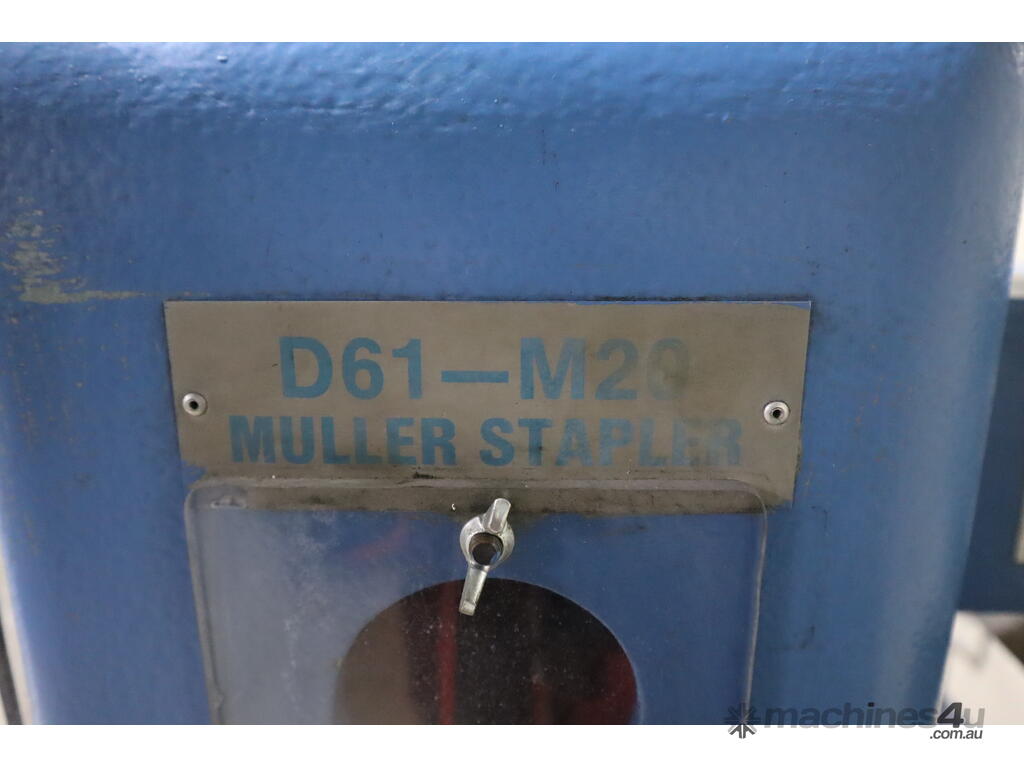 D61—M20
MULLER STAPLER
machines4u
.com.au